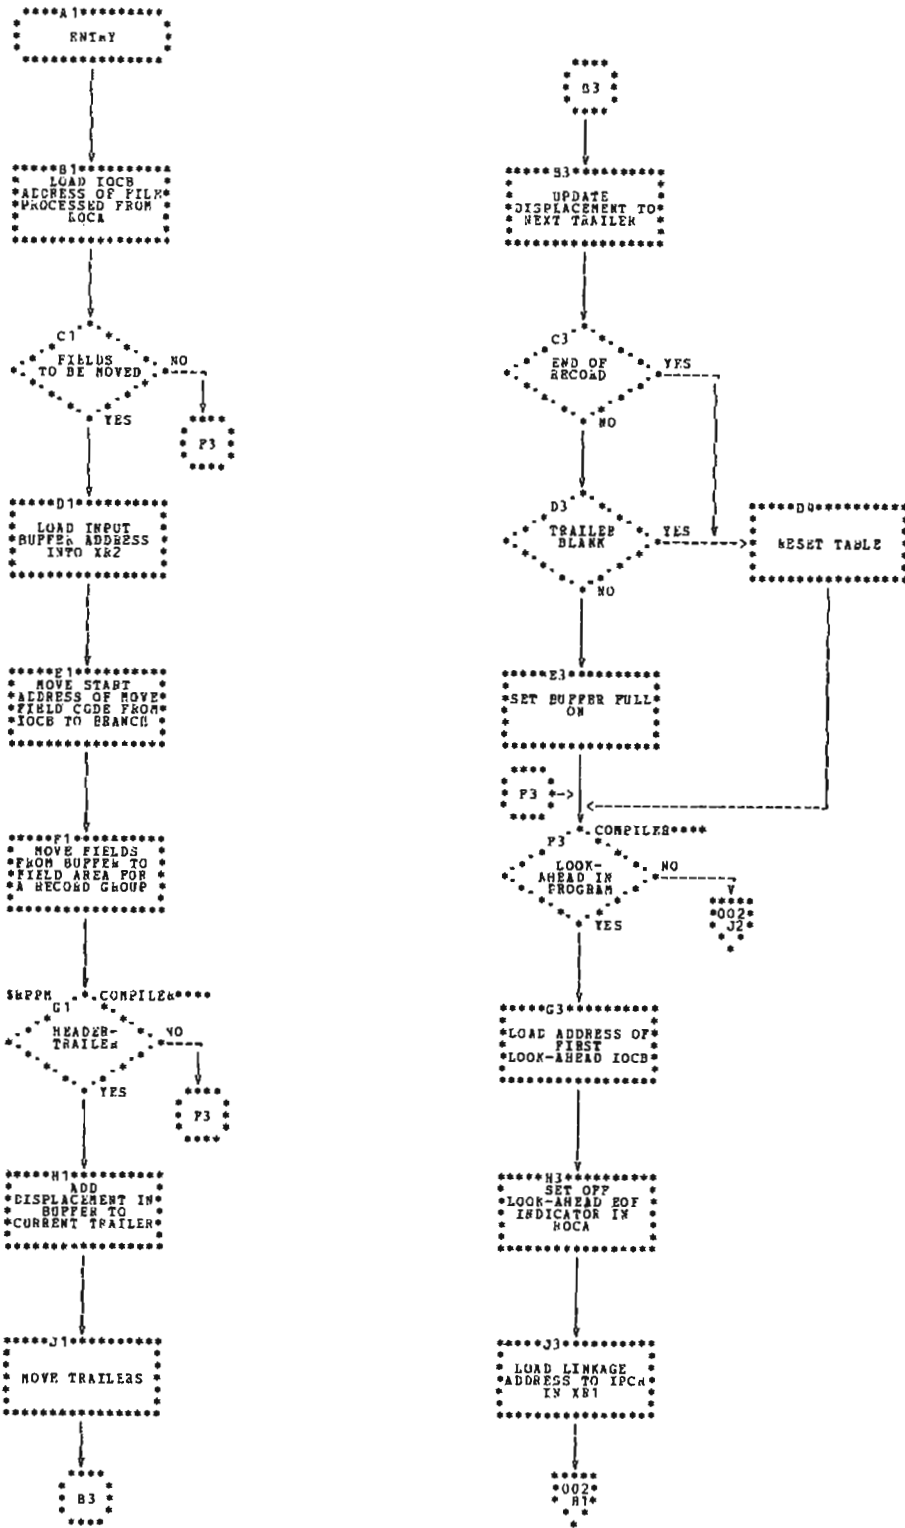 A1
ENTRY
B1
LOAD IOCB
ADDRESS OF FILE
PROCESSED FROM
ROCA
C1
FIELDS
TO BE MOVED
NO
YES
F3
D1
LOAD INPUT
BUFFER ADDRESS
INTO XR2
E1
MOVE START
ADDRESS OF MOVE
FIELD CODE FROM
IOCB TO BRANCH
F1
MOVE FIELDS
FROM BUFFER TO
FIELD AREA FOR
A RECORD GROUP
COMPILER****
G1
HEADER-
TRAILER
NO
YES
F3
H1
ADD
DISPLACEMENT IN
BUFFER TO
CURRENT TRAILER
J1
MOVE TRAILERS
B3
B3
B3
UPDATE
DISPLACEMENT TO
NEXT TRAILER
C3
END OF
RECORD
YES
NO
D3
TRAILER
BLANK
YES
NO
D4
RESET TABLE
E3
SET BUFFER FULL
ON
F3
F3
COMPILER****
LOOK-
AHEAD IN
PROGRAM
NO
YES
002
J2
G3
LOAD ADDRESS OF
FIRST
LOOK-AHEAD IOCB
H3
SET OFF
LOOK-AHEAD EOF
INDICATOR IN
ROCA
J3
LOAD LINKAGE
ADDRESS TO IPCR
IN XR1
002